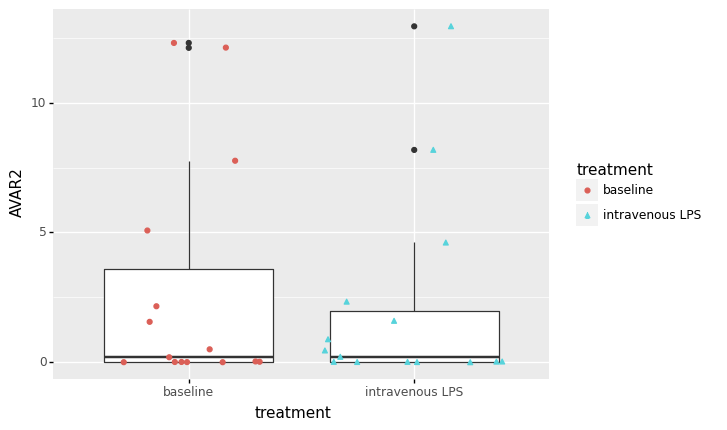 AVAR2
10
5
0
baseline
intravenous LPS
treatment
treatment
baseline
intravenous LPS